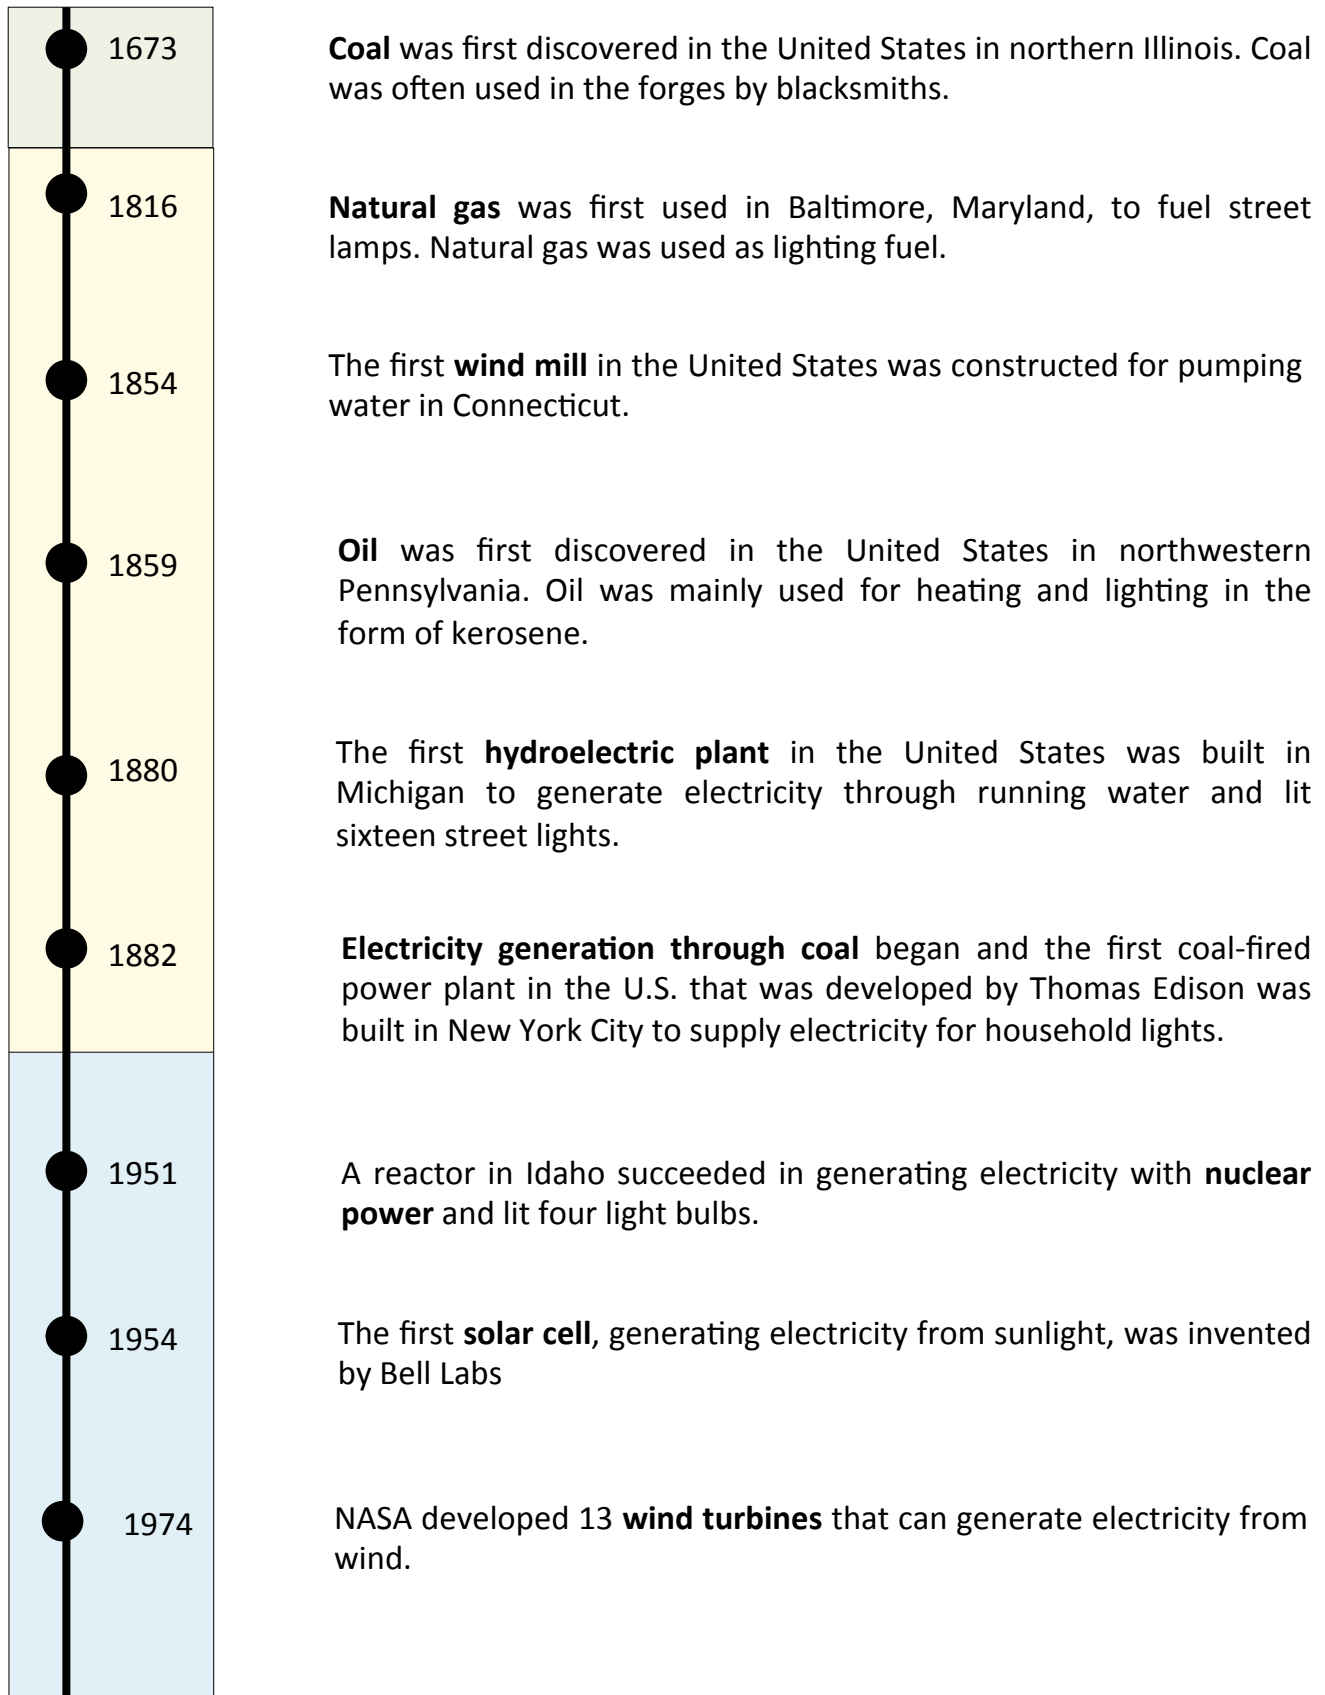 1673
Coal was first discovered in the United States in northern Illinois. Coal
was often used in the forges by blacksmiths.
1816
Natural gas was first used in Baltimore, Maryland, to fuel street
lamps. Natural gas was used as lighting fuel.
1854
The first wind mill in the United States was constructed for pumping
water in Connecticut.
1859
Oil was first discovered in the United States in northwestern
Pennsylvania. Oil was mainly used for heating and lighting in the
form of kerosene.
1880
The first hydroelectric plant in the United States was built in
Michigan to generate electricity through running water and lit
sixteen street lights.
1882
Electricity generation through coal began and the first coal-fired
power plant in the U.S. that was developed by Thomas Edison was
built in New York City to supply electricity for household lights.
1951
A reactor in Idaho succeeded in generating electricity with nuclear
power and lit four light bulbs.
1954
The first solar cell, generating electricity from sunlight, was invented
by Bell Labs
1974
NASA developed 13 wind turbines that can generate electricity from
wind.